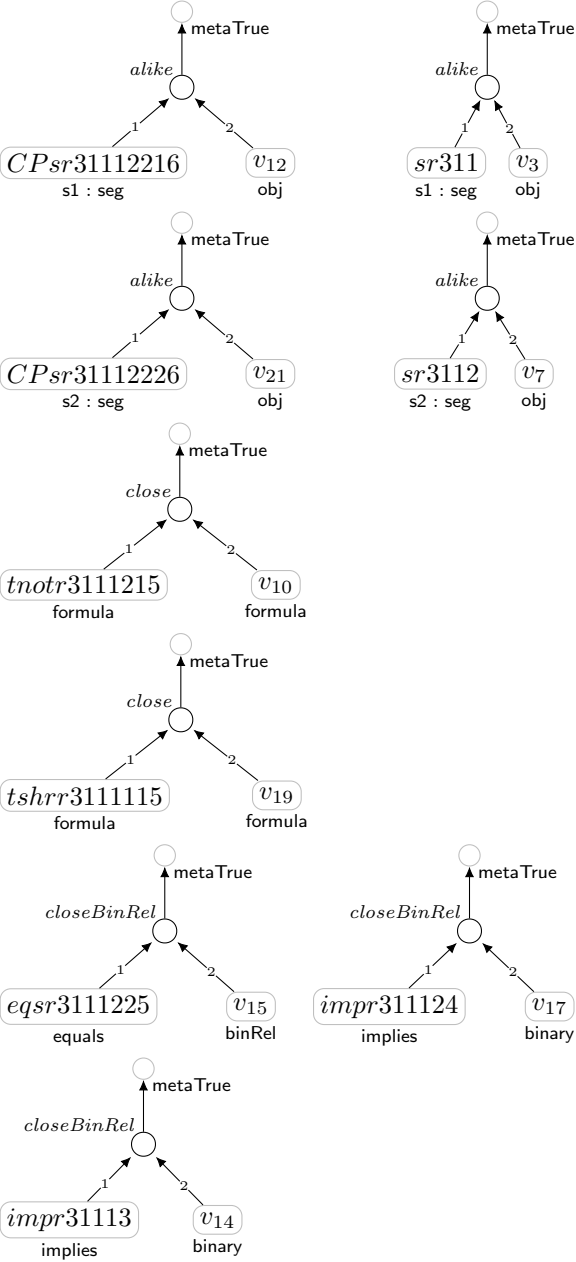 metaTrue metaTrue
alike alike
1 2 1 2
CPsr31112216 v12 sr311 v3
s1 : seg obj s1 : seg obj
metaTrue metaTrue
alike alike
1 2 1 2
CPsr31112226 v21 sr3112 v7
s2 : seg obj s2 : seg obj
metaTrue
close
1 2
tnotr3111215 v10
formula formula
metaTrue
close
1 2
tshrr3111115 v19
formula formula
metaTrue metaTrue
closeBinRel closeBinRel
1 2 1 2
eqsr3111225 v15 impr311124 v17
equals binRel implies binary
metaTrue
closeBinRel
1 2
impr31113 v14
implies binary